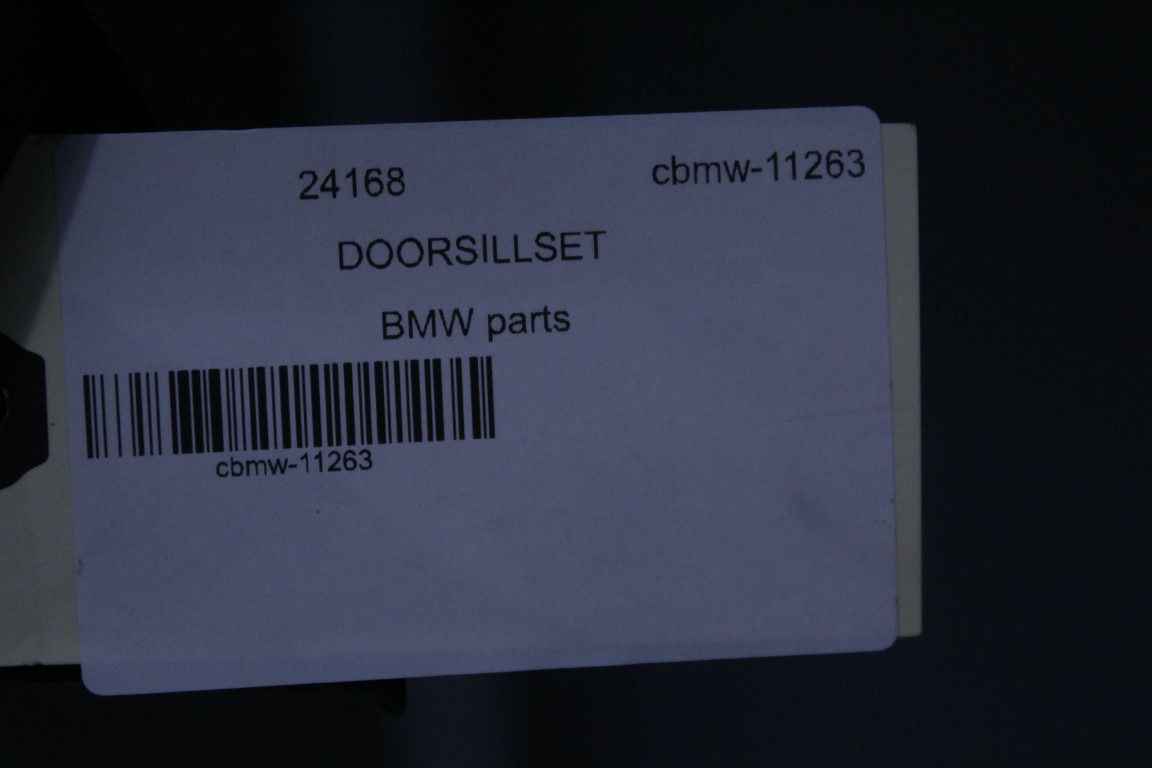 24168 cbmw-11263
DOORSILLSET
BMW parts
cbmw-11263